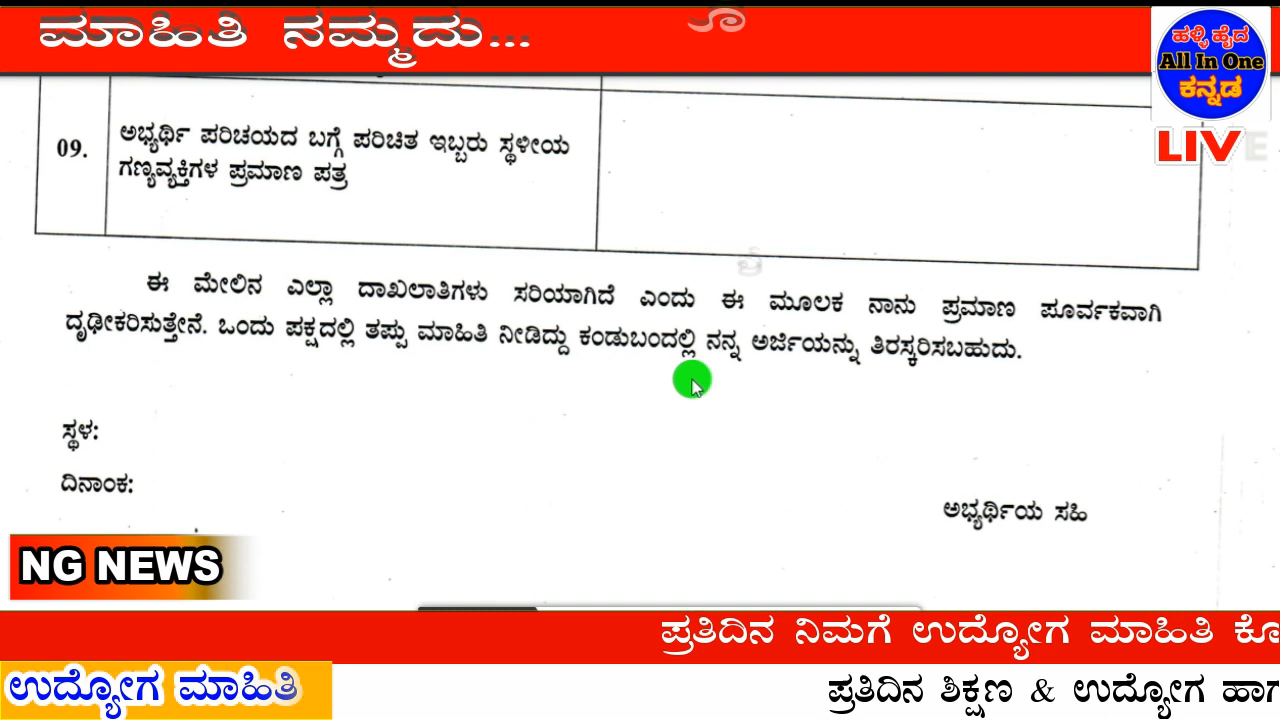 ಮಾಹಿತಿ ನಮ್ಮದು...
ಹಳ್ಳಿ ಹೈದ
All In One
ಕನ್ನಡ
LIVE
09.
ಅಭ್ಯರ್ಥಿ ಪರಿಚಯದ ಬಗ್ಗೆ ಪರಿಚಿತ ಇಬ್ಬರು ಸ್ಥಳೀಯ
ಗಣ್ಯವ್ಯಕ್ತಿಗಳ ಪ್ರಮಾಣ ಪತ್ರ
ಈ ಮೇಲಿನ ಎಲ್ಲಾ ದಾಖಲಾತಿಗಳು ಸರಿಯಾಗಿದೆ ಎಂದು ಈ ಮೂಲಕ ನಾನು ಪ್ರಮಾಣ ಪೂರ್ವಕವಾಗಿ
ದೃಢೀಕರಿಸುತ್ತೇನೆ. ಒಂದು ಪಕ್ಷದಲ್ಲಿ ತಪ್ಪು ಮಾಹಿತಿ ನೀಡಿದ್ದು ಕಂಡುಬಂದಲ್ಲಿ ನನ್ನ ಅರ್ಜಿಯನ್ನು ತಿರಸ್ಕರಿಸಬಹುದು.
ಸ್ಥಳ:
ದಿನಾಂಕ:
ಅಭ್ಯರ್ಥಿಯ ಸಹಿ
NG NEWS
ಪ್ರತಿದಿನ ನಿಮಗೆ ಉದ್ಯೋಗ ಮಾಹಿತಿ ಕೊ
ಉದ್ಯೋಗ ಮಾಹಿತಿ
ಪ್ರತಿದಿನ ಶಿಕ್ಷಣ & ಉದ್ಯೋಗ ಹಾಗ